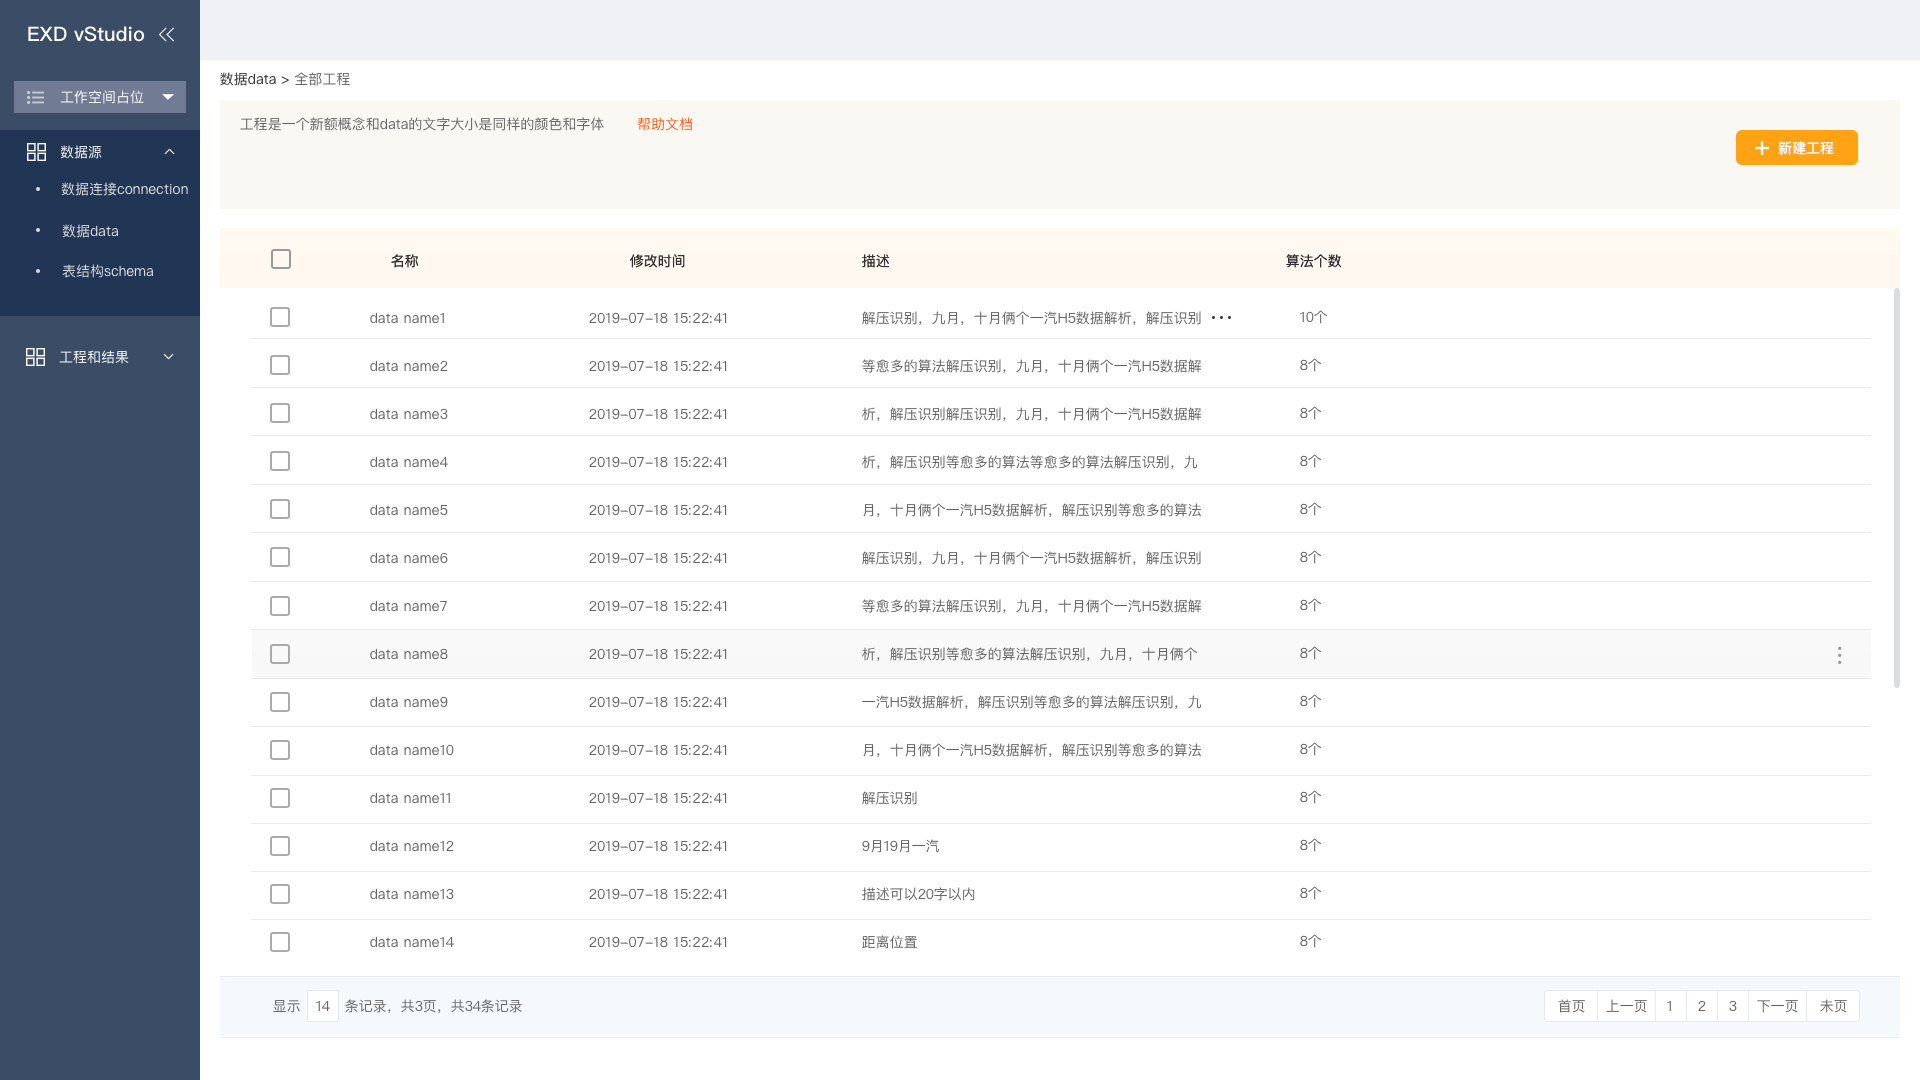 EXD vStudio
工作空间占位
数据源
数据连接connection
数据data
表结构schema
工程和结果
数据data > 全部工程
工程是一个新额概念和data的文字大小是同样的颜色和字体 帮助文档
新建工程
名称 修改时间 描述 算法个数
data name1 2019-07-18 15:22:41 解压识别，九月，十月俩个一汽H5数据解析，解压识别 ••• 10个
data name2 2019-07-18 15:22:41 等愈多的算法解压识别，九月，十月俩个一汽H5数据解 8个
data name3 2019-07-18 15:22:41 析，解压识别解压识别，九月，十月俩个一汽H5数据解 8个
data name4 2019-07-18 15:22:41 析，解压识别等愈多的算法等愈多的算法解压识别，九 8个
data name5 2019-07-18 15:22:41 月，十月俩个一汽H5数据解析，解压识别等愈多的算法 8个
data name6 2019-07-18 15:22:41 解压识别，九月，十月俩个一汽H5数据解析，解压识别 8个
data name7 2019-07-18 15:22:41 等愈多的算法解压识别，九月，十月俩个一汽H5数据解 8个
data name8 2019-07-18 15:22:41 析，解压识别等愈多的算法解压识别，九月，十月俩个 8个
data name9 2019-07-18 15:22:41 一汽H5数据解析，解压识别等愈多的算法解压识别，九 8个
data name10 2019-07-18 15:22:41 月，十月俩个一汽H5数据解析，解压识别等愈多的算法 8个
data name11 2019-07-18 15:22:41 解压识别 8个
data name12 2019-07-18 15:22:41 9月19月一汽 8个
data name13 2019-07-18 15:22:41 描述可以20字以内 8个
data name14 2019-07-18 15:22:41 距离位置 8个
显示 14 条记录，共3页，共34条记录 首页 上一页 1 2 3 下一页 未页